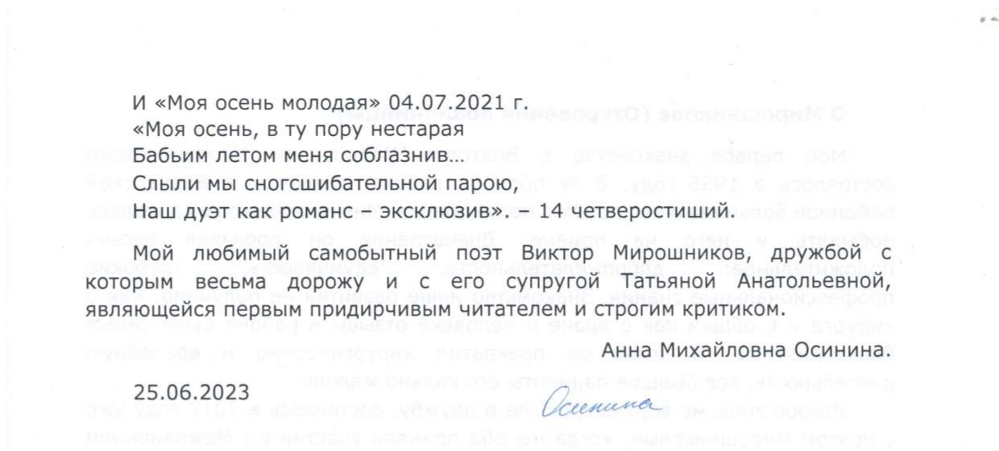 И «Моя осень молодая» 04.07.2021 г.
«Моя осень, в ту пору нестарая
Бабьим летом меня соблазнив…
Слыли мы сногсшибательной парою,
Наш дуэт как романс – эксклюзив». – 14 четверостиший.
Мой любимый самобытный поэт Виктор Мирошников, дружбой с
которым весьма дорожу и с его супругой Татьяной Анатольевной,
являющейся первым придирчивым читателем и строгим критиком.
Анна Михайловна Осинина.
25.06.2023 Осинина